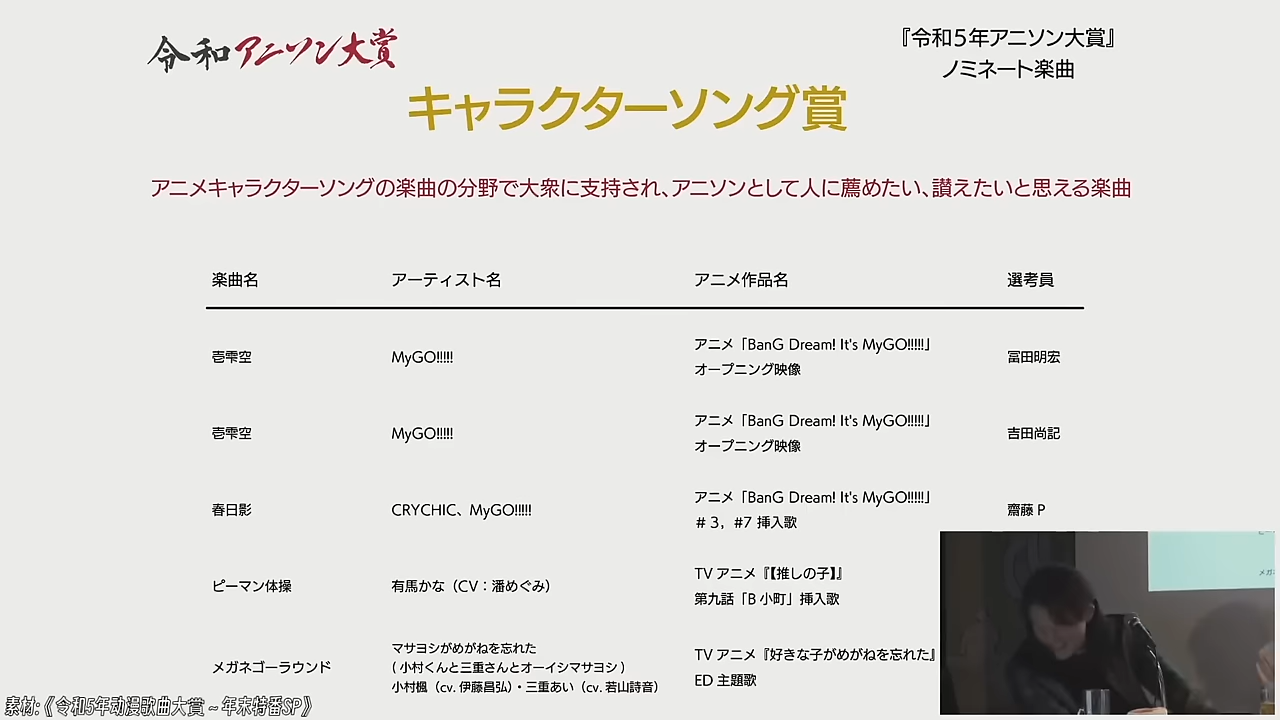 令和アニソン大賞
『令和5年アニソン大賞』
ノミネート楽曲
キャラクターソング賞
アニメキャラクターソングの楽曲の分野で大衆に支持され、アニソンとして人に薦めたい、讃えたいと思える楽曲
楽曲名 アーティスト名 アニメ作品名 選考員
壱雫空 MyGO!!!!! アニメ「BanG Dream! It's MyGO!!!!!」 冨田明宏
オープニング映像
壱雫空 MyGO!!!!! アニメ「BanG Dream! It's MyGO!!!!!」 吉田尚記
オープニング映像
春日影 CRYCHIC、MyGO!!!!! アニメ「BanG Dream! It's MyGO!!!!!」 齋藤 P
# 3，#7 挿入歌
ピーマン体操 有馬かな（CV：潘めぐみ） TV アニメ『【推しの子】』
第九話「B 小町」挿入歌
メガネゴーラウンド マサヨシがめがねを忘れた
( 小村くんと三重さんとオーイシマサヨシ )
小村楓（cv. 伊藤昌弘）・三重あい（cv. 若山詩音）
TV アニメ『好きな子がめがねを忘れた』
ED 主題歌
素材:《令和5年动漫歌曲大賞 ~ 年末特番SP》